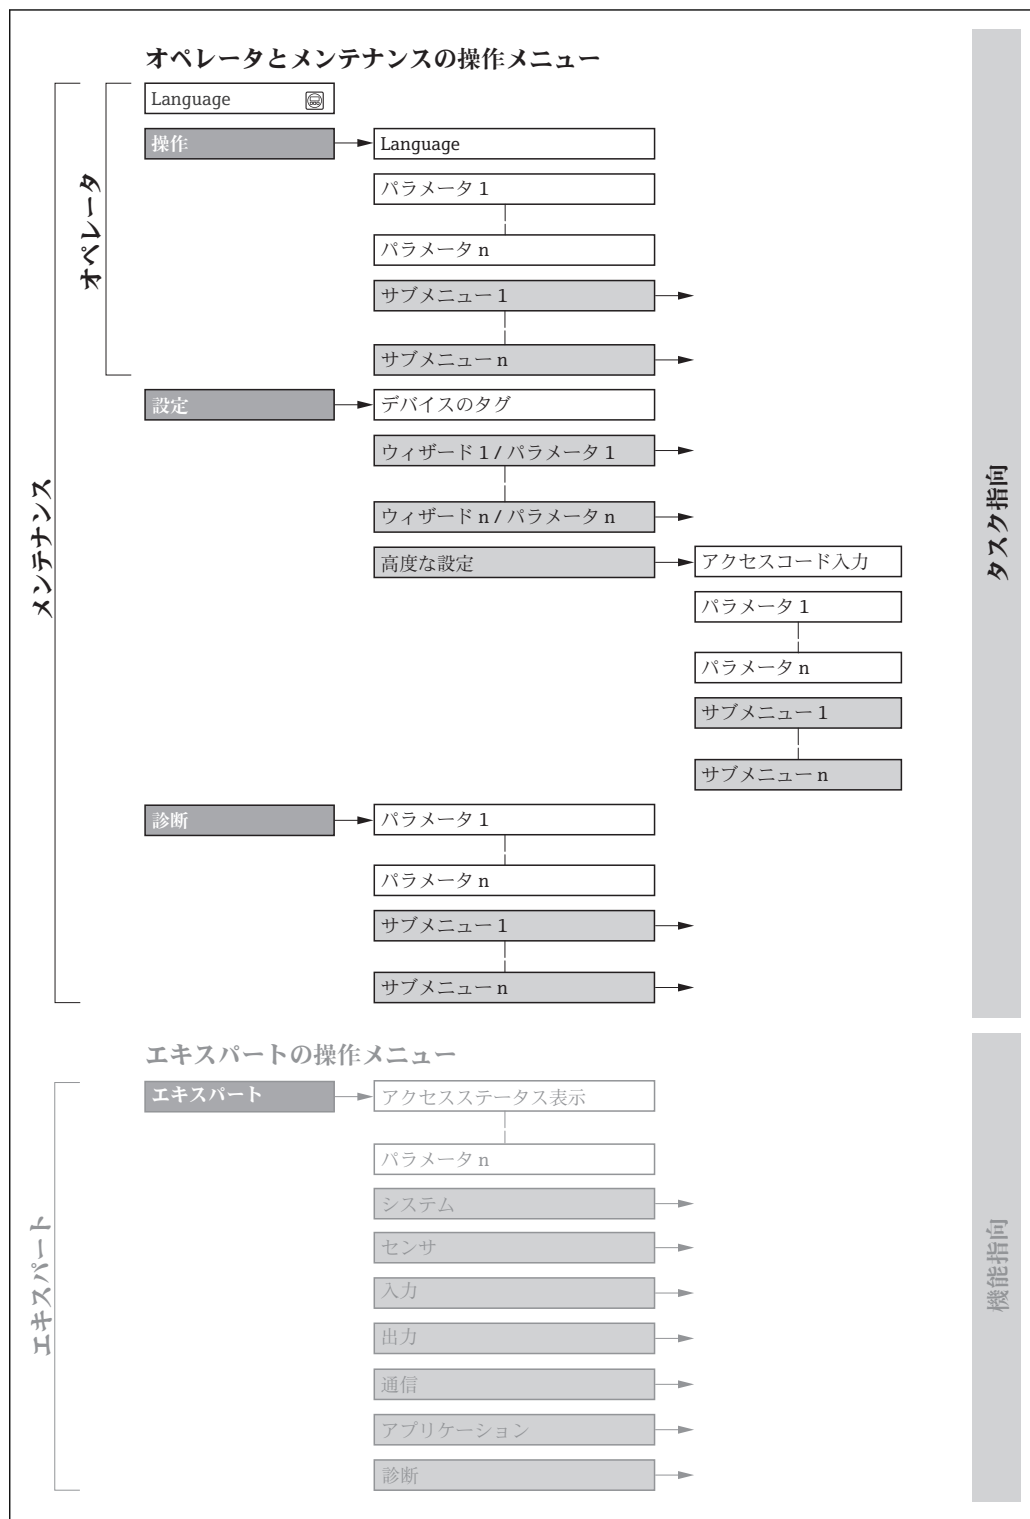 オペレータとメンテナンスの操作メニュー
Language
操作
Language
パラメータ 1
パラメータ n
サブメニュー 1
サブメニュー n
オペレータ
設定
デバイスのタグ
ウィザード 1 / パラメータ 1
ウィザード n / パラメータ n
高度な設定
アクセスコード入力
パラメータ 1
パラメータ n
サブメニュー 1
サブメニュー n
メンテナンス
タスク指向
診断
パラメータ 1
パラメータ n
サブメニュー 1
サブメニュー n
エキスパートの操作メニュー
エキスパート
アクセスステータス表示
パラメータ n
システム
センサ
入力
出力
通信
アプリケーション
診断
エキスパート
機能指向